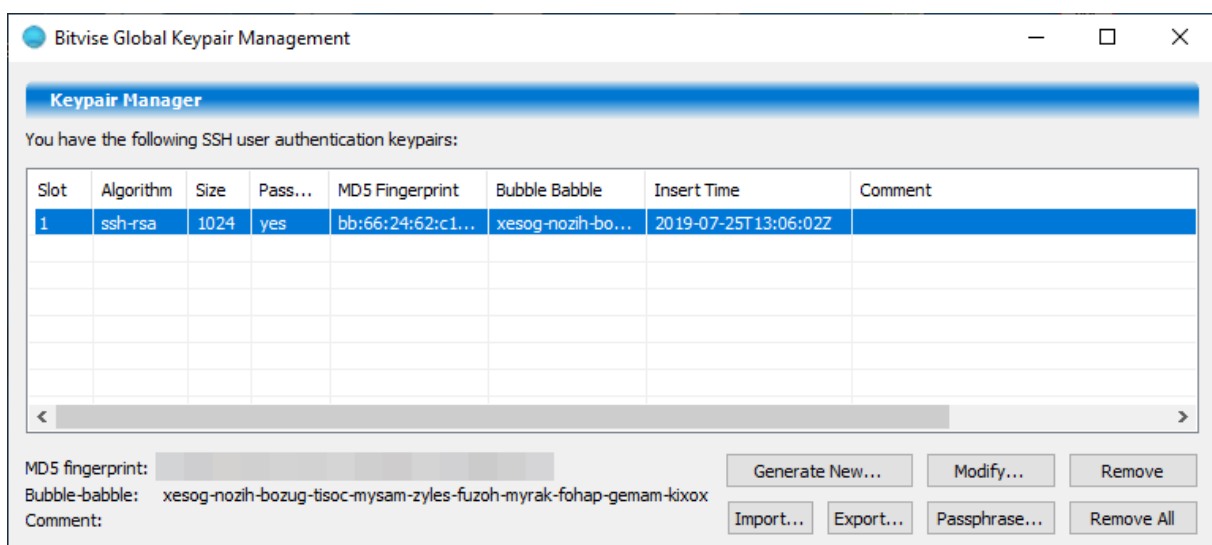 Bitvise Global Keypair Management
Keypair Manager
You have the following SSH user authentication keypairs:
Slot Algorithm Size Pass... MD5 Fingerprint Bubble Babble Insert Time Comment
1 ssh-rsa 1024 yes bb:66:24:62:c1... xesog-nozih-bo... 2019-07-25T13:06:02Z
MD5 fingerprint: Generate New... Modify... Remove
Bubble-babble: xesog-nozih-bozug-tisoc-mysam-zyles-fuzoh-myrak-fohap-gemam-kixox
Comment: Import... Export... Passphrase... Remove All